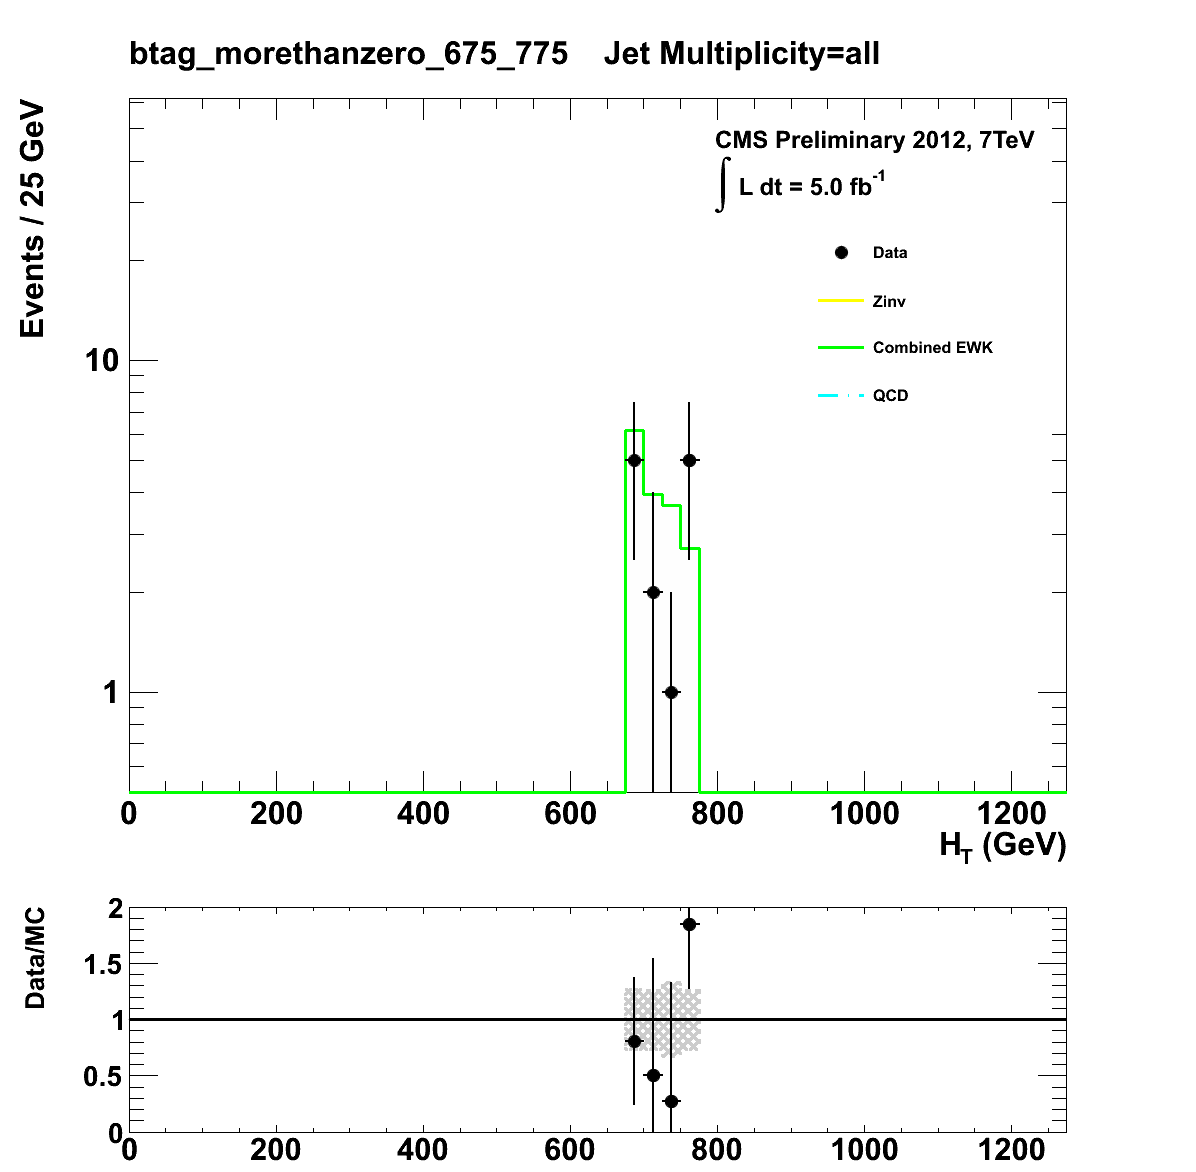 btag_morethanzero_675_775 Jet Multiplicity=all
Events / 25 GeV
CMS Preliminary 2012, 7TeV
∫ L dt = 5.0 fb⁻¹
Data
Zinv
Combined EWK
QCD
10
1
0 200 400 600 800 1000 1200
H_T (GeV)
Data/MC
2
1.5
1
0.5
0
0 200 400 600 800 1000 1200